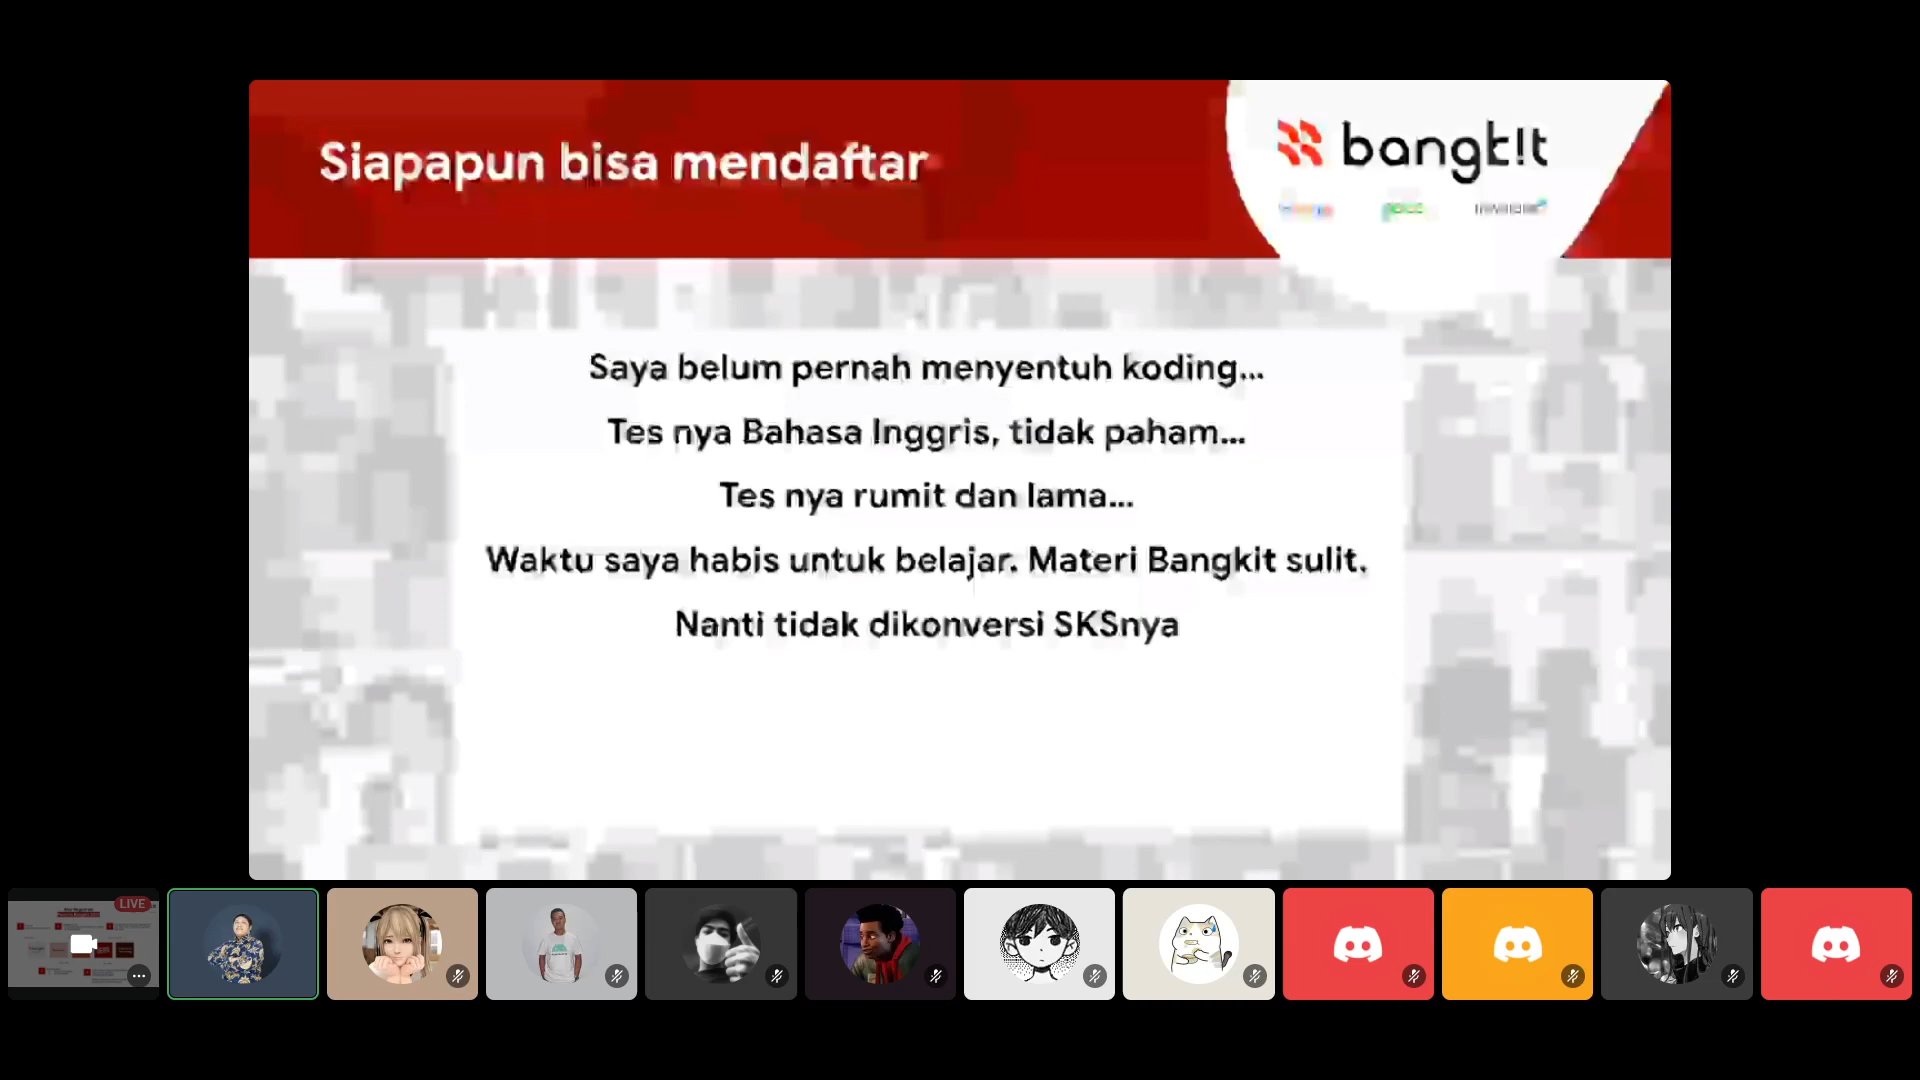 Siapapun bisa mendaftar
bangk!t
Saya belum pernah menyentuh koding...
Tes nya Bahasa Inggris, tidak paham...
Tes nya rumit dan lama...
Waktu saya habis untuk belajar. Materi Bangkit sulit.
Nanti tidak dikonversi SKSnya
LIVE